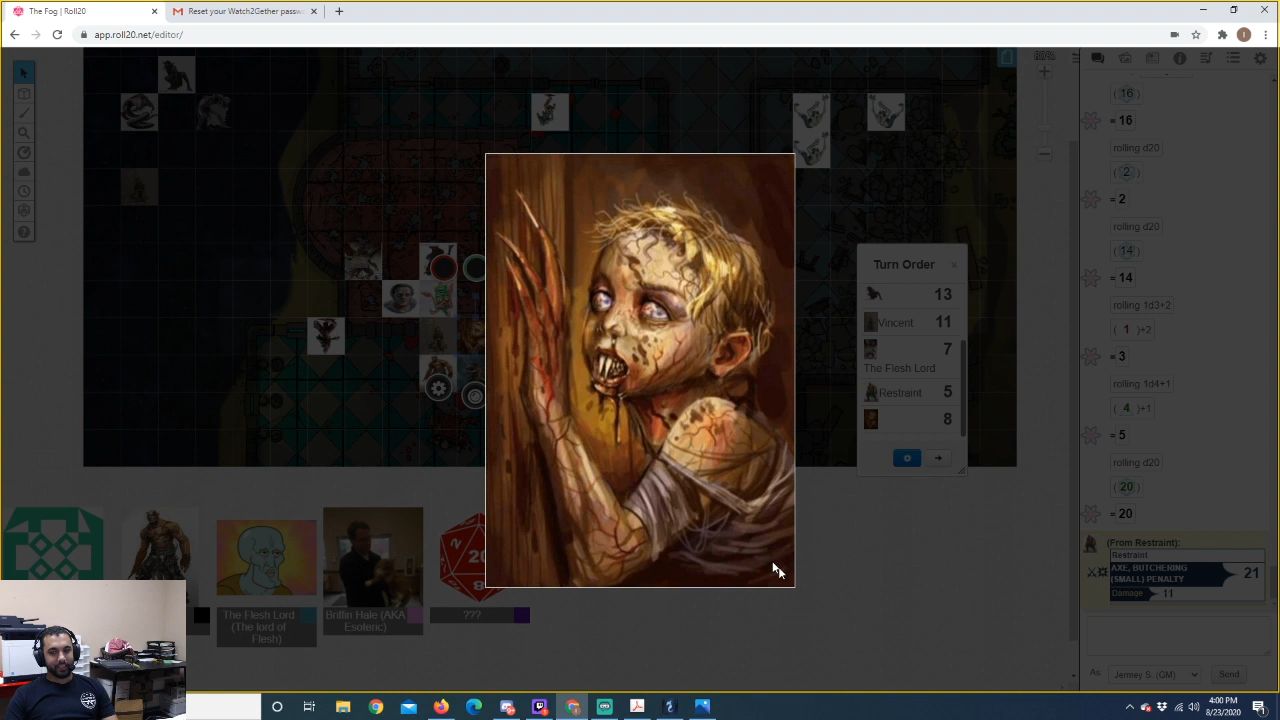 The Fog | Roll20
Reset your Watch2Gether passw
app.roll20.net/editor/
16
= 16
rolling d20
2
= 2
rolling d20
14
= 14
rolling 1d3+2
( 1 )+2
= 3
rolling 1d4+1
( 4 )+1
= 5
rolling d20
( 20 )
= 20
(From Restraint):
Restraint
AXE, BUTCHERING (SMALL) PENALTY
21
Damage 11
Turn Order
13
Vincent 11
7
The Flesh Lord
Restraint 5
8
The Flesh Lord
(The lord of
Flesh)
Briffin Hale (AKA
Esoteric)
???
20
As: Jermey S. (GM) Send
4:00 PM
8/23/2020